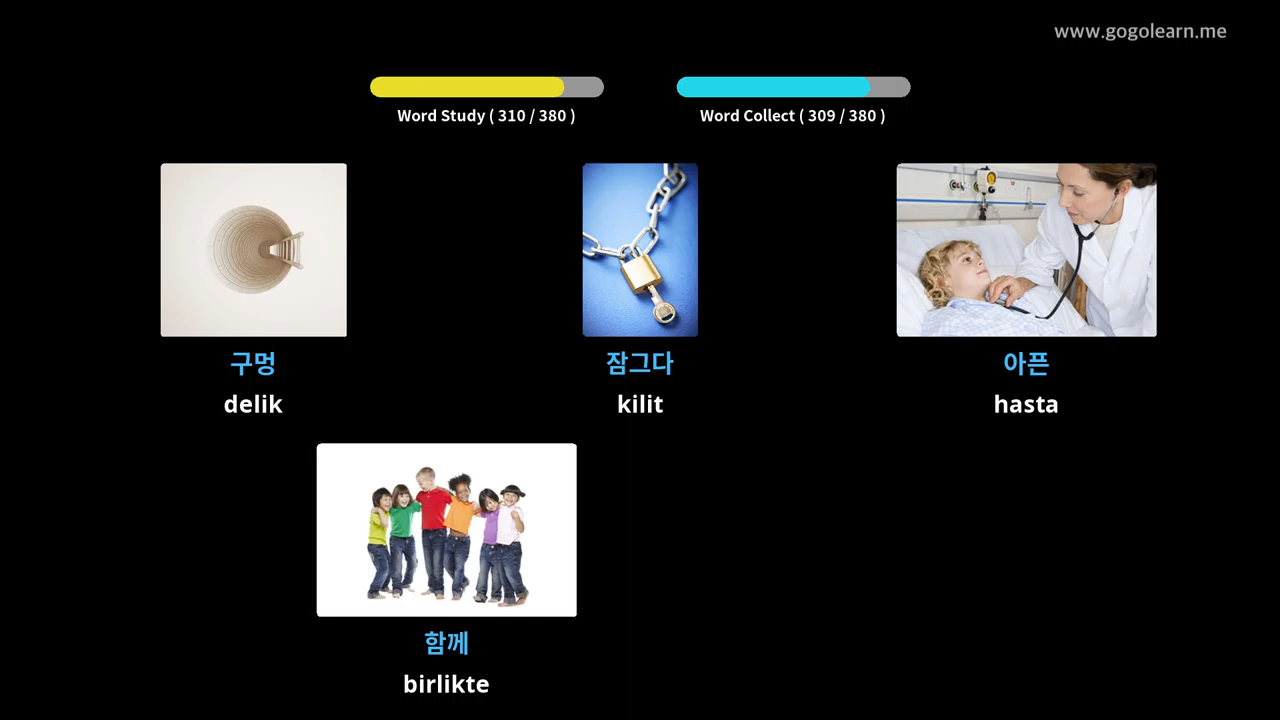 www.gogolearn.me
Word Study ( 310 / 380 )
Word Collect ( 309 / 380 )
구멍
delik
잠그다
kilit
아픈
hasta
함께
birlikte